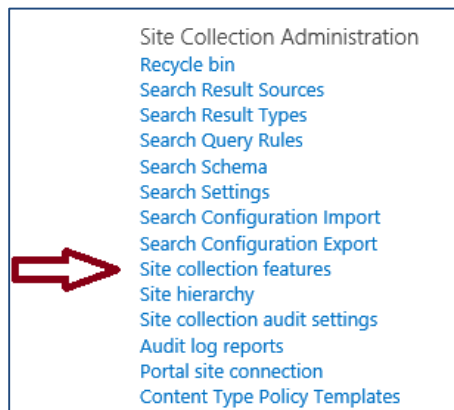 Site Collection Administration
Recycle bin
Search Result Sources
Search Result Types
Search Query Rules
Search Schema
Search Settings
Search Configuration Import
Search Configuration Export
Site collection features
Site hierarchy
Site collection audit settings
Audit log reports
Portal site connection
Content Type Policy Templates